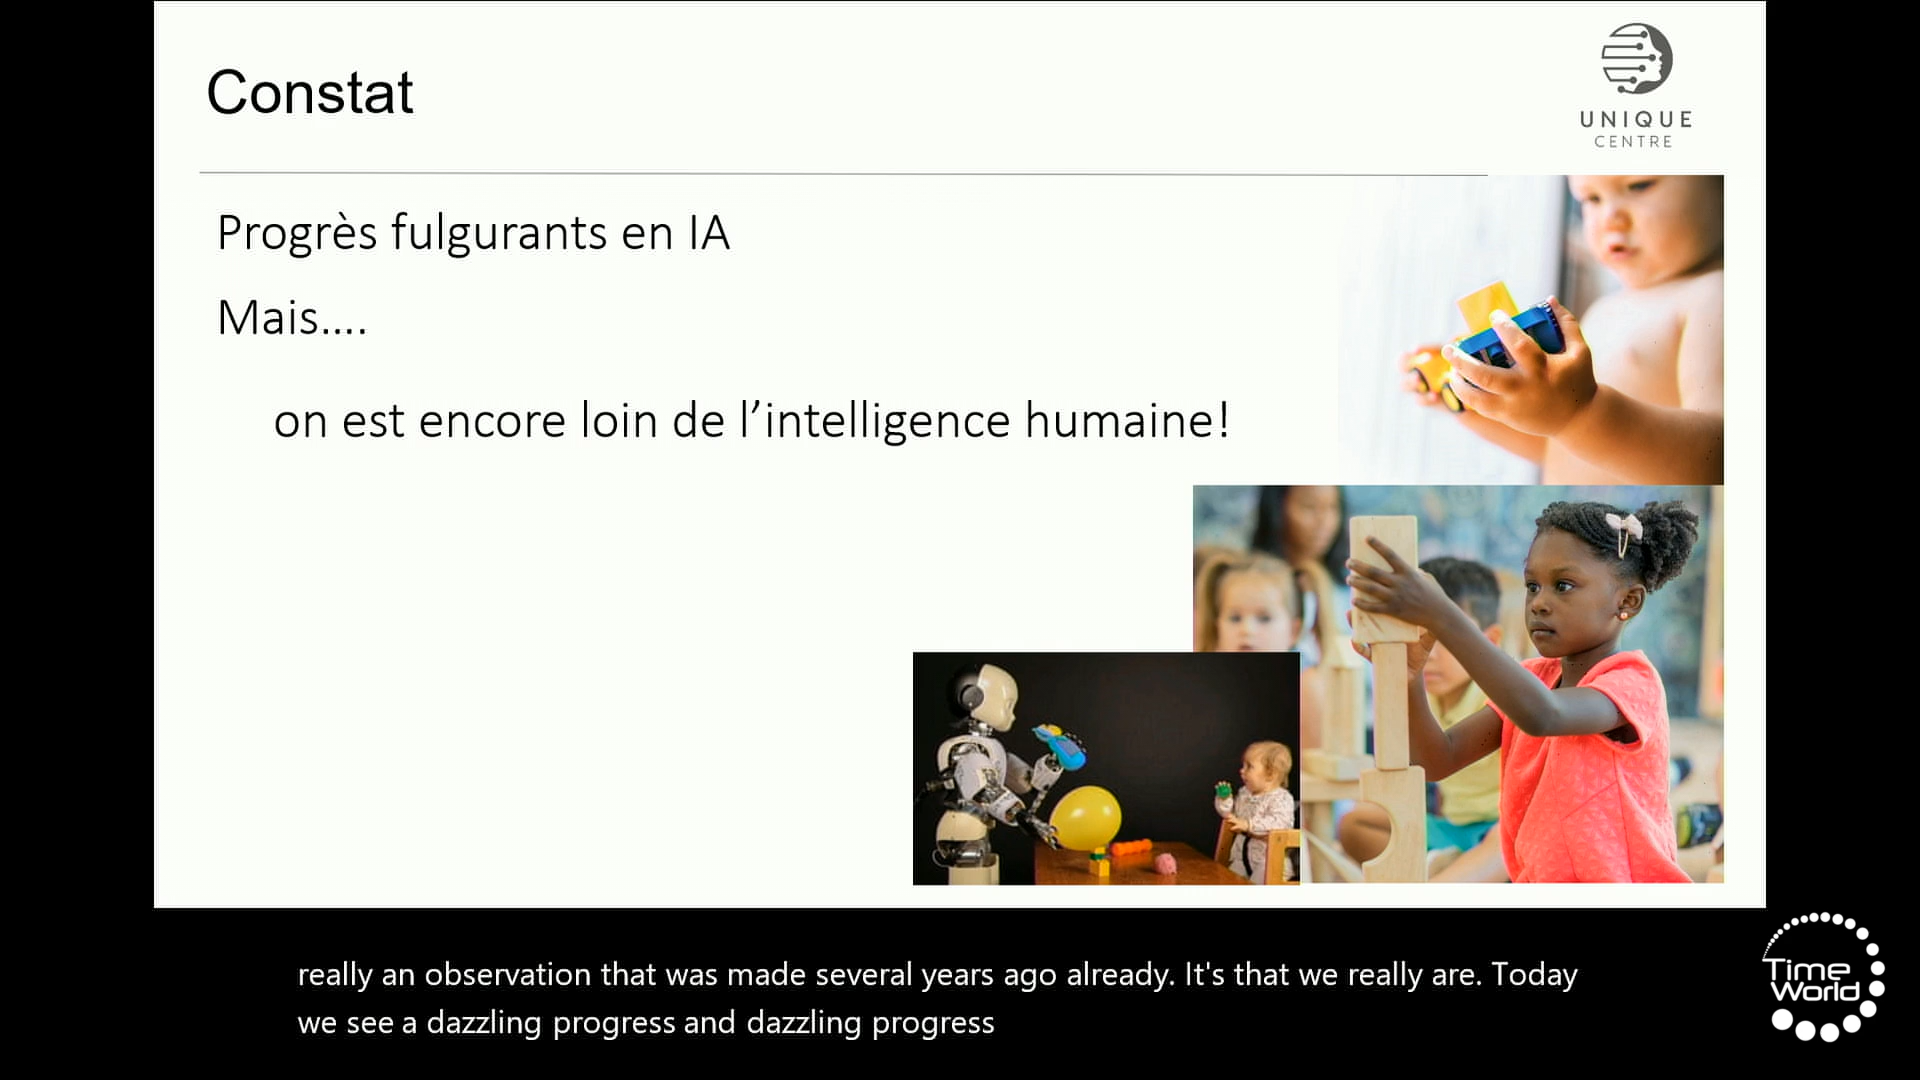 Constat
UNIQUE
CENTRE
Progrès fulgurants en IA
Mais....
on est encore loin de l’intelligence humaine!
really an observation that was made several years ago already. It's that we really are. Today
we see a dazzling progress and dazzling progress
Time
World